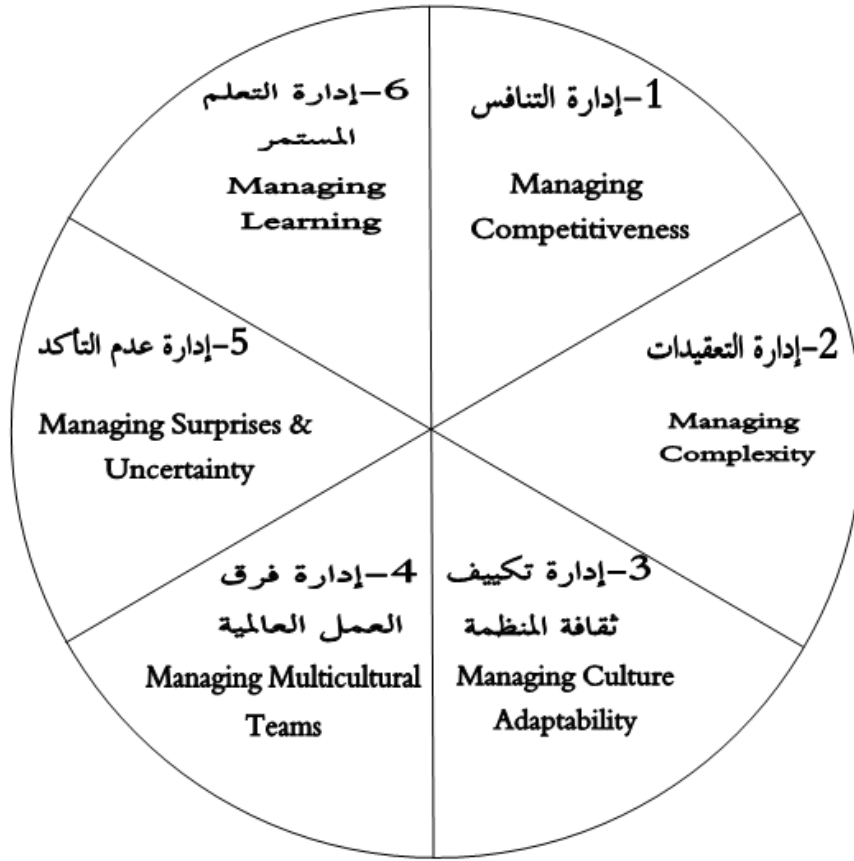 1-إدارة التنافس
Managing
Competitiveness
2-إدارة التعقيدات
Managing
Complexity
3-إدارة تكييف
ثقافة المنظمة
Managing Culture
Adaptability
4-إدارة فرق
العمل العالمية
Managing Multicultural
Teams
5-إدارة عدم التأكد
Managing Surprises &
Uncertainty
6-إدارة التعلم
المستمر
Managing
Learning